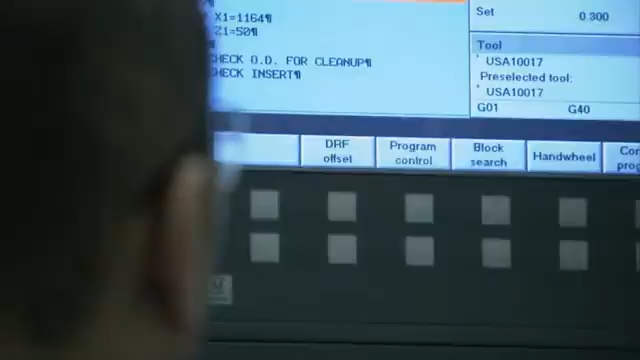 X1=1164¶
Z1=50¶
¶
CHECK O.D. FOR CLEANUP¶
CHECK INSERT¶
Set 0.300
Tool
USA10017
Preselected tool:
USA10017
G01 G40
DRF offset
Program control
Block search
Handwheel